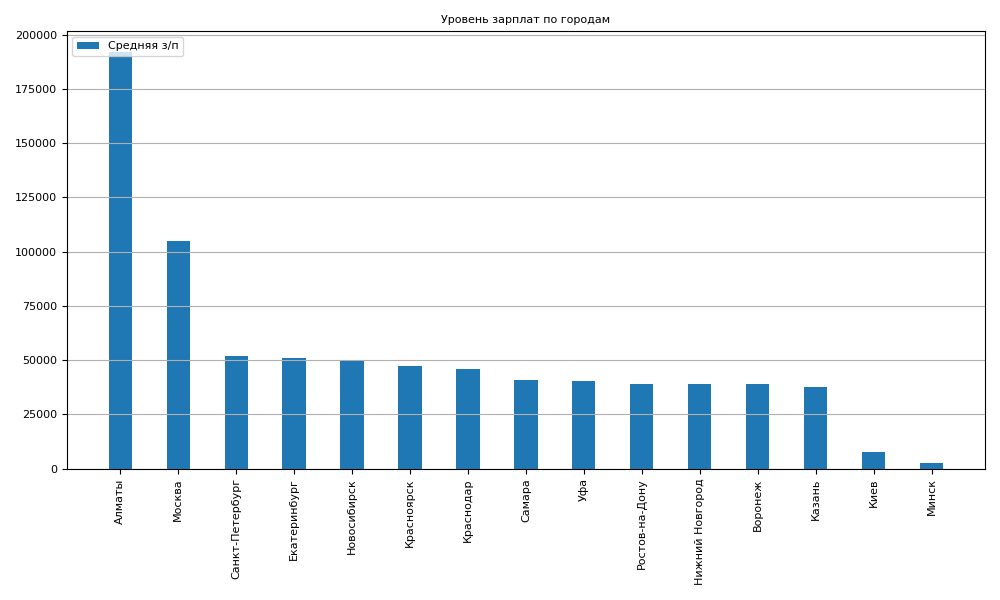 Уровень зарплат по городам
Средняя з/п
200000
175000
150000
125000
100000
75000
50000
25000
0
Алматы
Москва
Санкт-Петербург
Екатеринбург
Новосибирск
Красноярск
Краснодар
Самара
Уфа
Ростов-на-Дону
Нижний Новгород
Воронеж
Казань
Киев
Минск